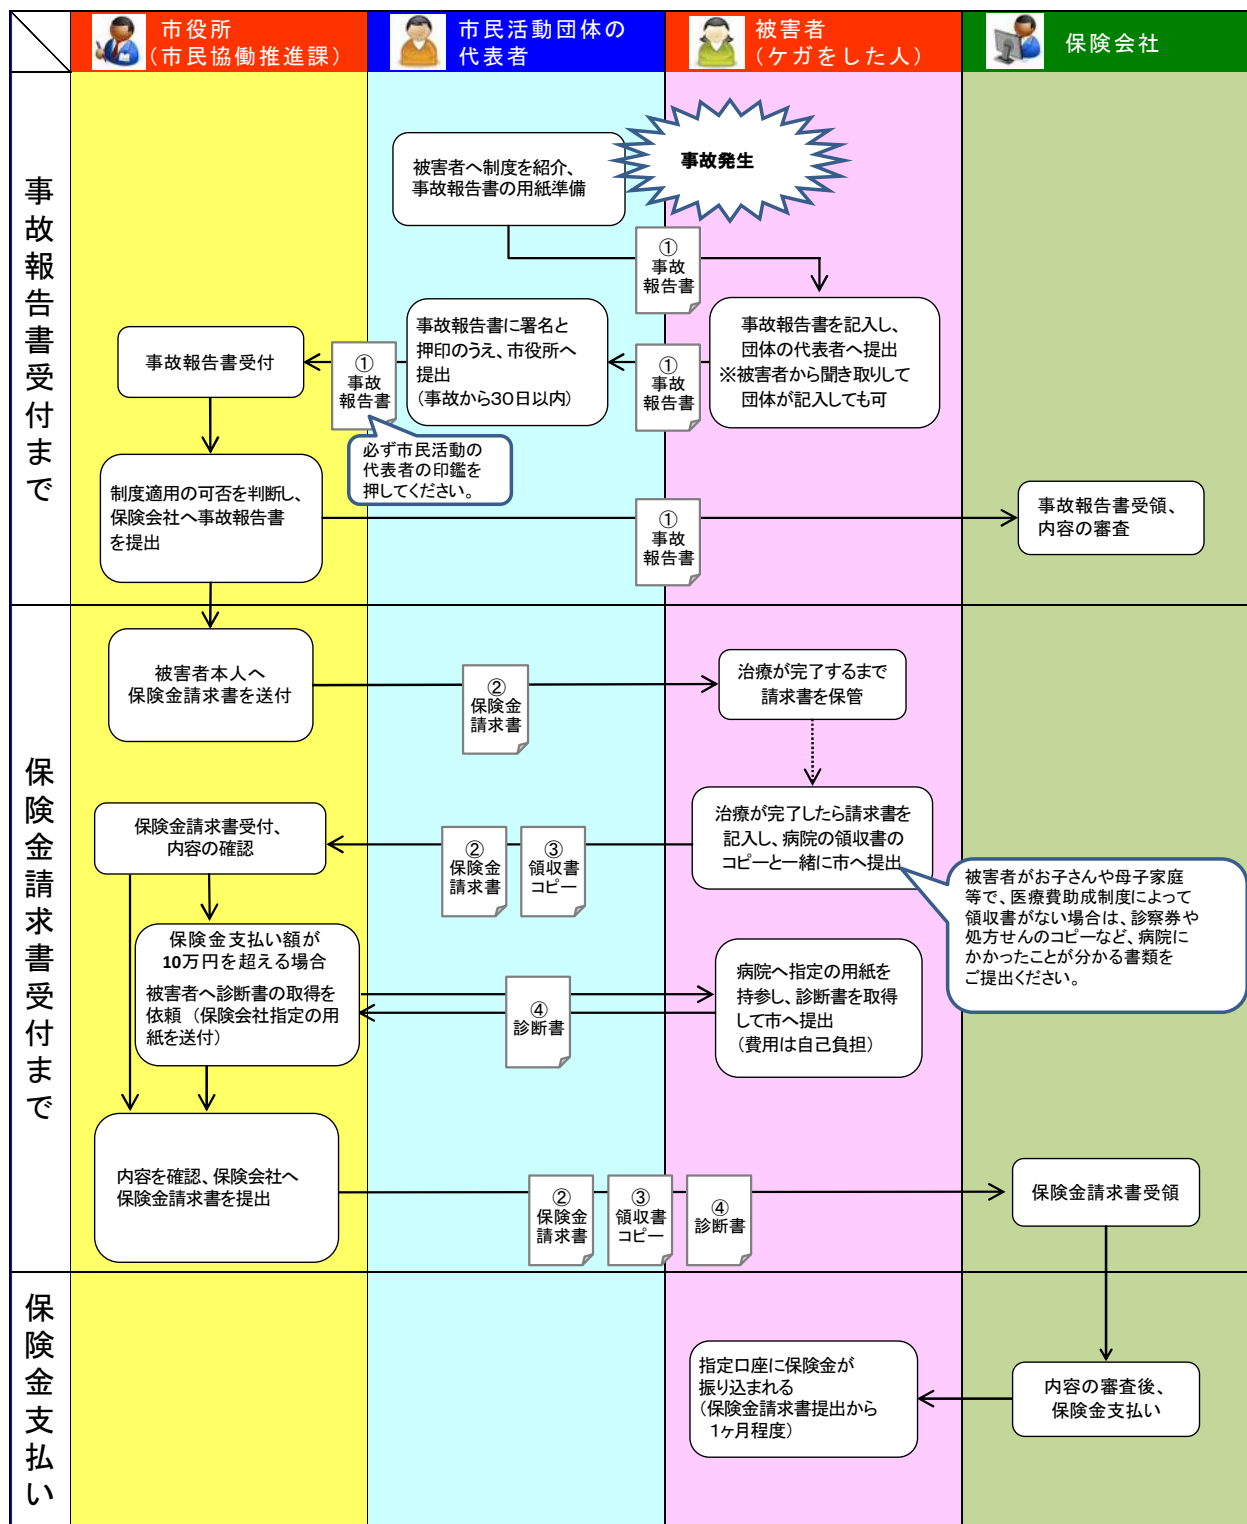 市役所
（市民協働推進課）
市民活動団体の
代表者
被害者
（ケガをした人）
保険会社
事故報告書受付まで
事故発生
被害者へ制度を紹介、
事故報告書の用紙準備
①
事故
報告書
事故報告書を記入し、
団体の代表者へ提出
※被害者から聞き取りして
団体が記入しても可
①
事故
報告書
事故報告書に署名と
押印のうえ、市役所へ
提出
（事故から30日以内）
①
事故
報告書
必ず市民活動の
代表者の印鑑を
押してください。
事故報告書受付
制度適用の可否を判断し、
保険会社へ事故報告書
を提出
①
事故
報告書
事故報告書受領、
内容の審査
保険金請求書受付まで
被害者本人へ
保険金請求書を送付
②
保険金
請求書
治療が完了するまで
請求書を保管
治療が完了したら請求書を
記入し、病院の領収書の
コピーと一緒に市へ提出
被害者がお子さんや母子家庭
等で、医療費助成制度によって
領収書がない場合は、診察券や
処方せんのコピーなど、病院に
かかったことが分かる書類を
ご提出ください。
②
保険金
請求書
③
領収書
コピー
保険金請求書受付、
内容の確認
保険金支払い額が
10万円を超える場合
被害者へ診断書の取得を
依頼（保険会社指定の用
紙を送付）
④
診断書
病院へ指定の用紙を
持参し、診断書を取得
して市へ提出
（費用は自己負担）
内容を確認、保険会社へ
保険金請求書を提出
②
保険金
請求書
③
領収書
コピー
④
診断書
保険金請求書受領
保険金支払い
指定口座に保険金が
振り込まれる
（保険金請求書提出から
1ヶ月程度）
内容の審査後、
保険金支払い